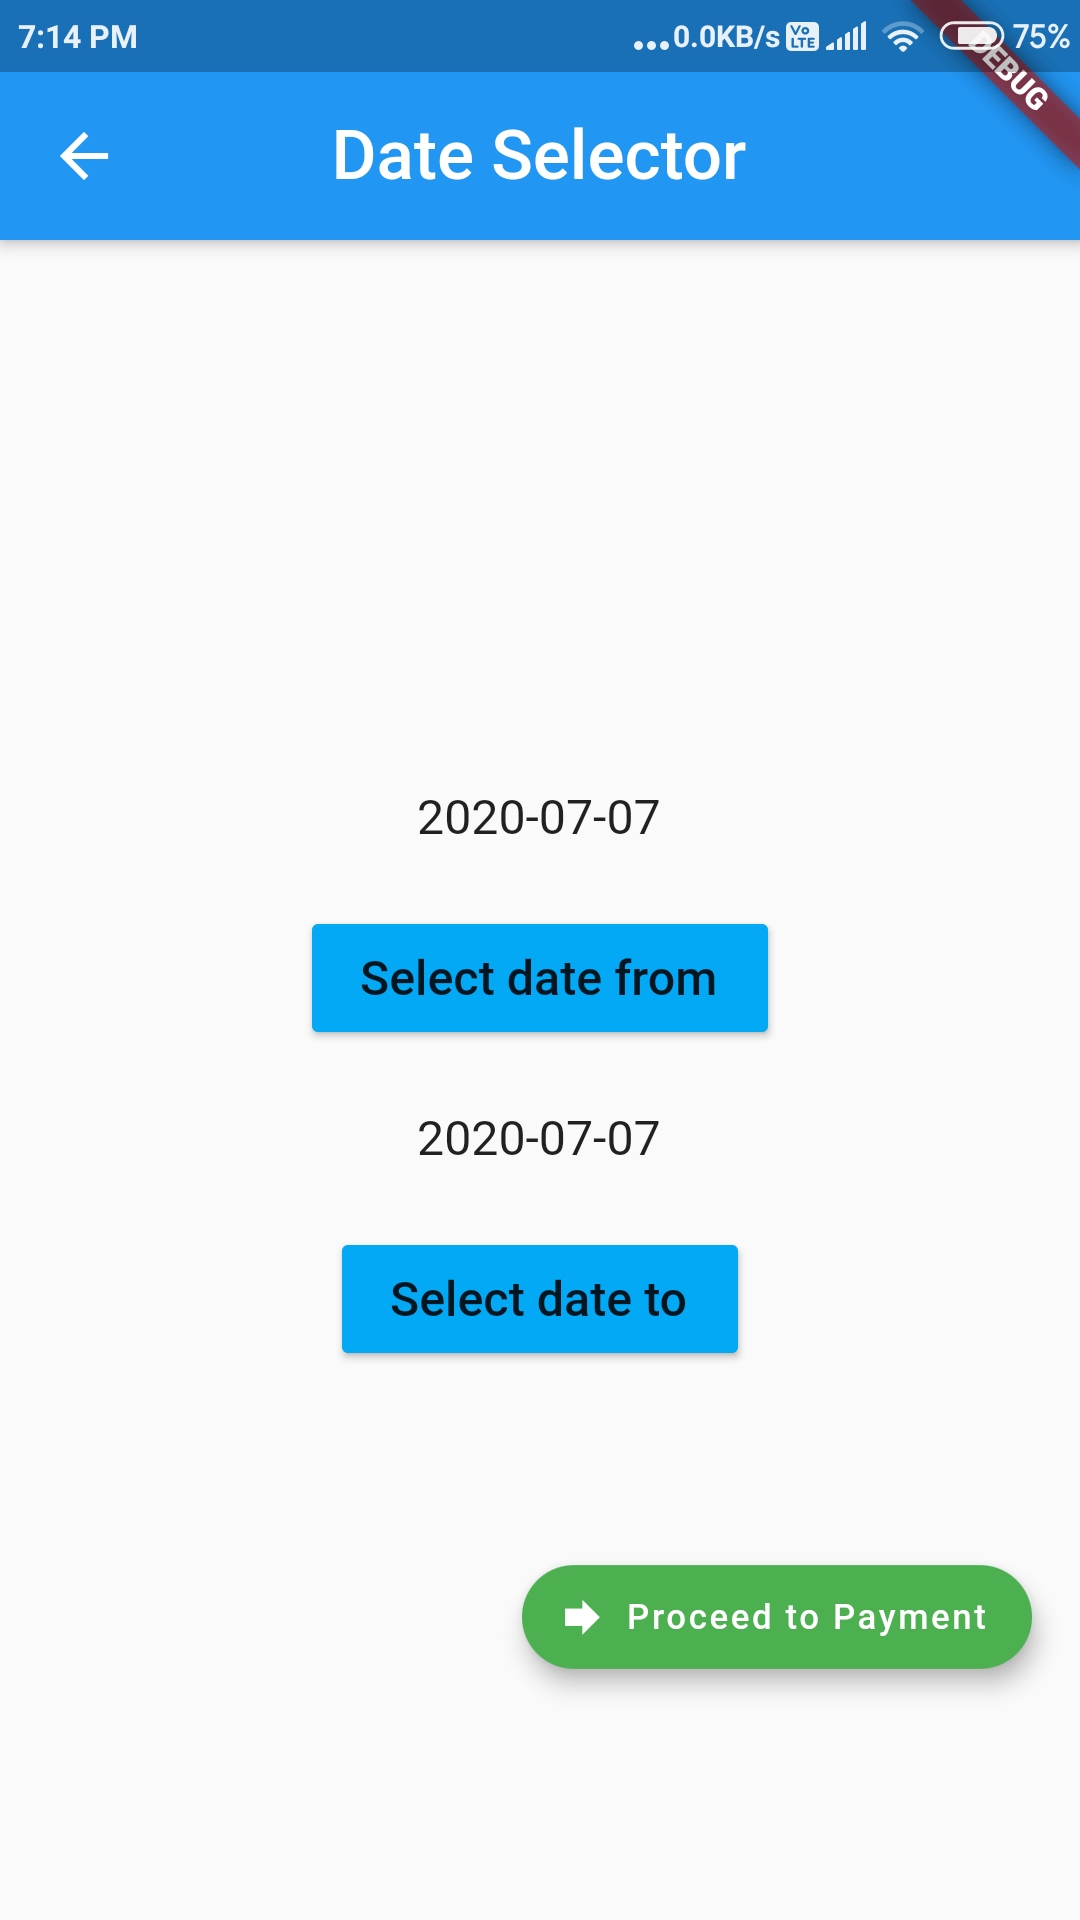 7:14 PM
...0.0KB/s Vo LTE 75%
DEBUG
Date Selector
2020-07-07
Select date from
2020-07-07
Select date to
Proceed to Payment